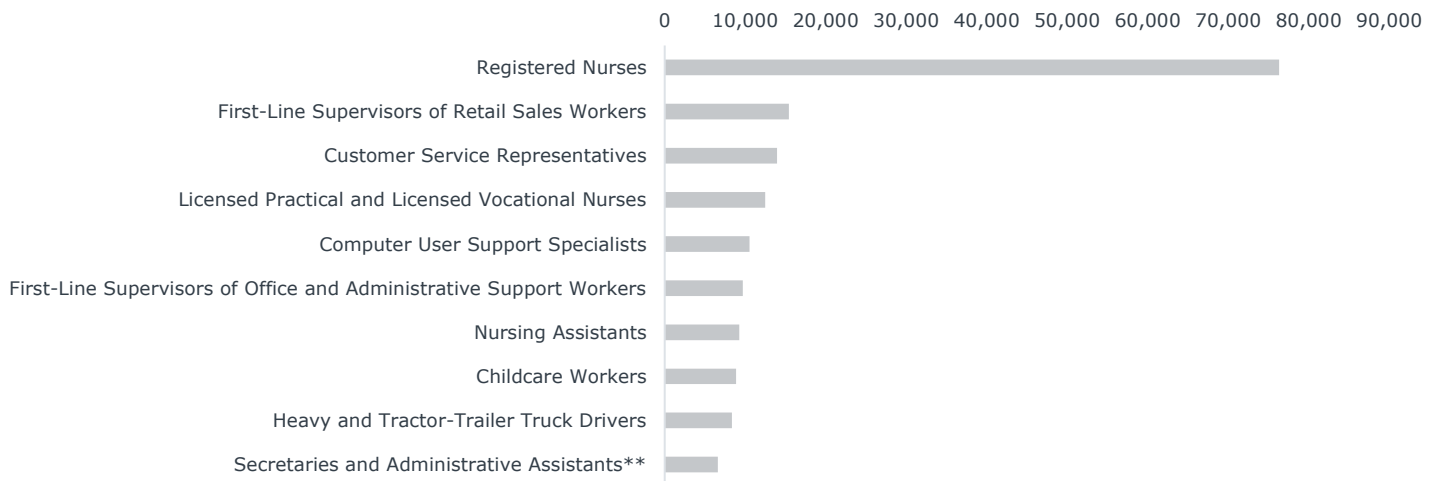 0 10,000 20,000 30,000 40,000 50,000 60,000 70,000 80,000 90,000
Registered Nurses
First-Line Supervisors of Retail Sales Workers
Customer Service Representatives
Licensed Practical and Licensed Vocational Nurses
Computer User Support Specialists
First-Line Supervisors of Office and Administrative Support Workers
Nursing Assistants
Childcare Workers
Heavy and Tractor-Trailer Truck Drivers
Secretaries and Administrative Assistants**